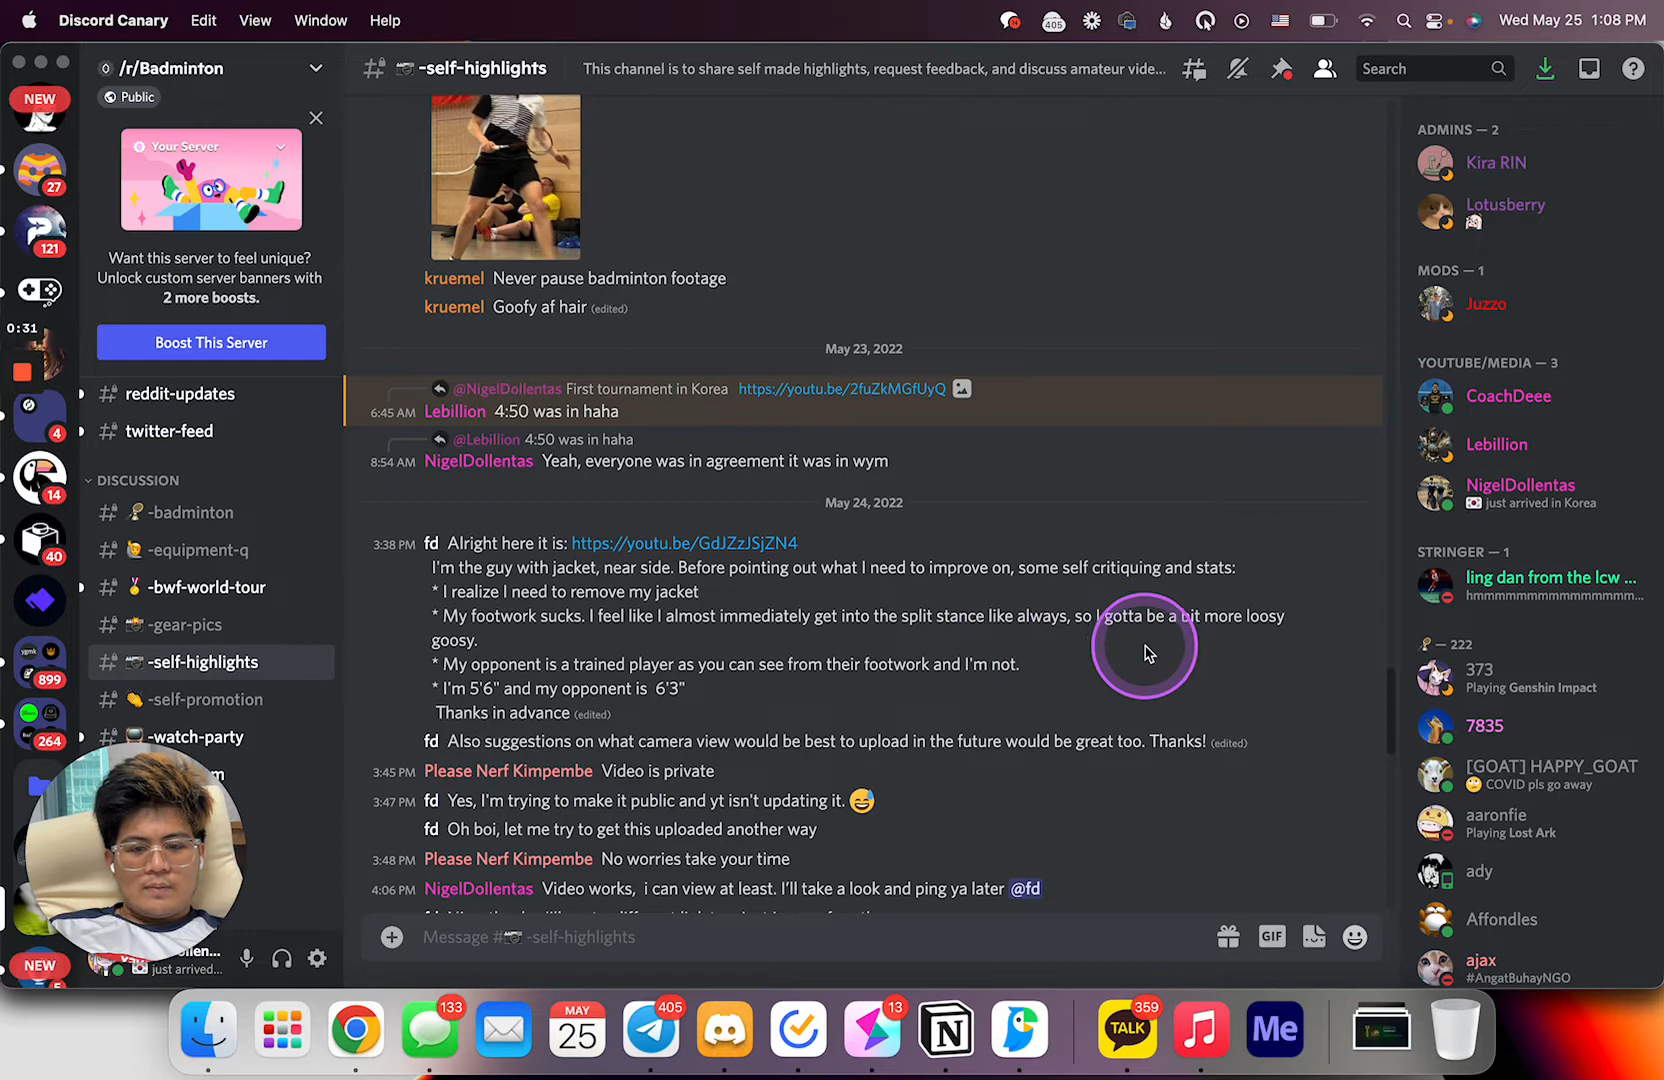 Discord Canary Edit View Window Help
405
Wed May 25 1:08 PM
NEW
27
121
0:31
4
14
40
899
264
NEW
5
/r/Badminton
Public
Your Server
Want this server to feel unique?
Unlock custom server banners with
2 more boosts.
Boost This Server
reddit-updates
twitter-feed
DISCUSSION
-badminton
-equipment-q
-bwf-world-tour
-gear-pics
-self-highlights
-self-promotion
-watch-party
just arrived...
-self-highlights
This channel is to share self made highlights, request feedback, and discuss amateur vide...
Search
kruemel Never pause badminton footage
kruemel Goofy af hair (edited)
May 23, 2022
@NigelDollentas First tournament in Korea https://youtu.be/2fuZkMGfUyQ
6:45 AM Lebillion 4:50 was in haha
@Lebillion 4:50 was in haha
8:54 AM NigelDollentas Yeah, everyone was in agreement it was in wym
May 24, 2022
3:38 PM fd Alright here it is: https://youtu.be/GdJZzJSjZN4
I'm the guy with jacket, near side. Before pointing out what I need to improve on, some self critiquing and stats:
* I realize I need to remove my jacket
* My footwork sucks. I feel like I almost immediately get into the split stance like always, so I gotta be a bit more loosy
goosy.
* My opponent is a trained player as you can see from their footwork and I'm not.
* I'm 5'6" and my opponent is 6'3"
Thanks in advance (edited)
fd Also suggestions on what camera view would be best to upload in the future would be great too. Thanks! (edited)
3:45 PM Please Nerf Kimpembe Video is private
3:47 PM fd Yes, I'm trying to make it public and yt isn't updating it. 😅
fd Oh boi, let me try to get this uploaded another way
3:48 PM Please Nerf Kimpembe No worries take your time
4:06 PM NigelDollentas Video works, i can view at least. I'll take a look and ping ya later @fd
Message # -self-highlights
GIF
ADMINS — 2
Kira RIN
Lotusberry
MODS — 1
Juzzo
YOUTUBE/MEDIA — 3
CoachDeee
Lebillion
NigelDollentas
just arrived in Korea
STRINGER — 1
ling dan from the lcw ...
hmmmmmmmmmmmmmmm...
— 222
373
Playing Genshin Impact
7835
[GOAT] HAPPY_GOAT
COVID pls go away
aaronfie
Playing Lost Ark
ady
Affondles
ajax
#AngatBuhayNGO
133
MAY
25
405
13
359
TALK
Me